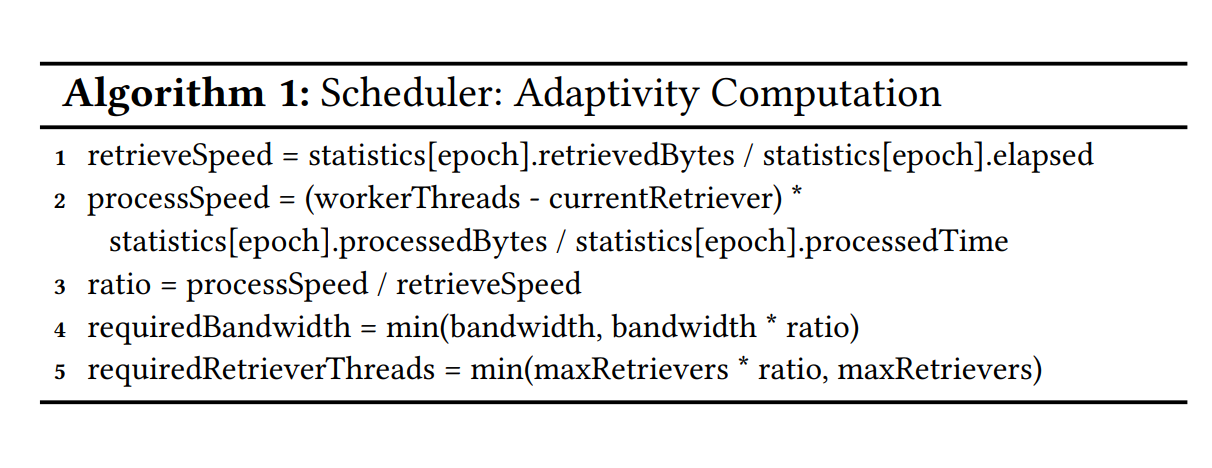 Algorithm 1: Scheduler: Adaptivity Computation
1 retrieveSpeed = statistics[epoch].retrievedBytes / statistics[epoch].elapsed
2 processSpeed = (workerThreads - currentRetriever) *
statistics[epoch].processedBytes / statistics[epoch].processedTime
3 ratio = processSpeed / retrieveSpeed
4 requiredBandwidth = min(bandwidth, bandwidth * ratio)
5 requiredRetrieverThreads = min(maxRetrievers * ratio, maxRetrievers)